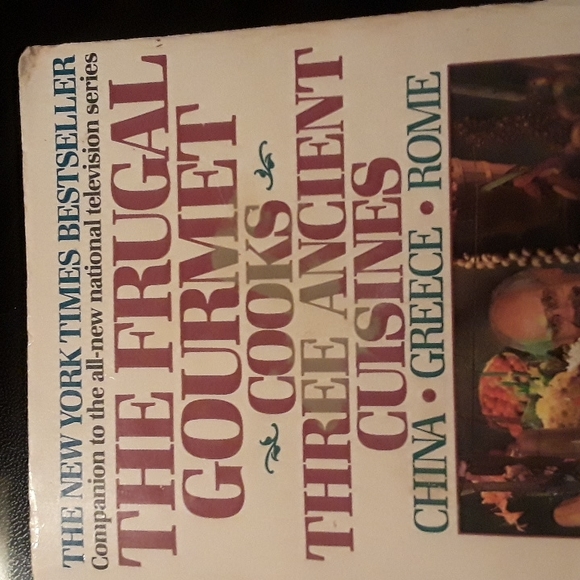 THE NEW YORK TIMES BESTSELLER
Companion to the all-new national television series
THE FRUGAL
GOURMET
COOKS
THREE ANCIENT
CUISINES
CHINA • GREECE • ROME